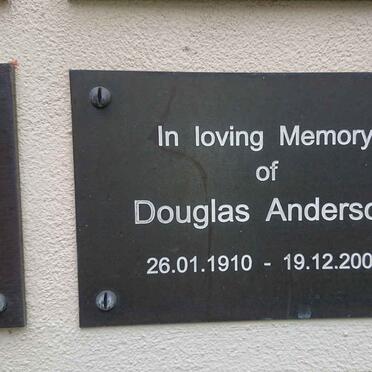 In loving Memory
of
Douglas Anderso
26.01.1910 - 19.12.200